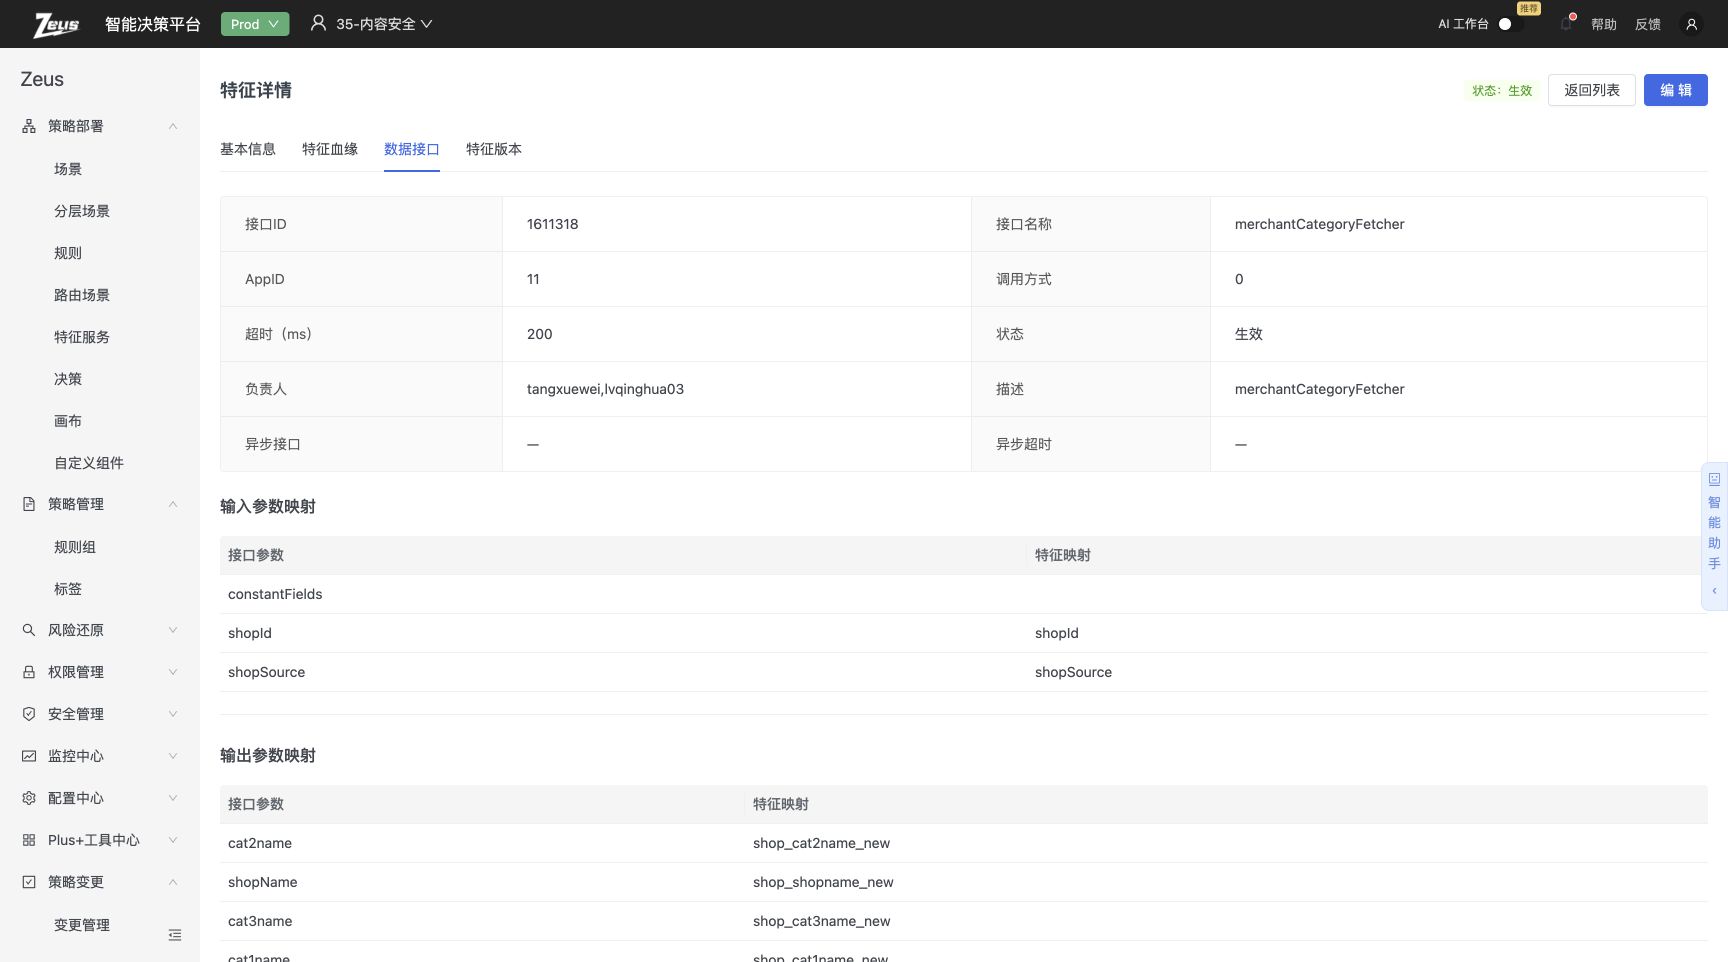 Zeus 智能决策平台 Prod 35-内容安全 AI 工作台 推荐 帮助 反馈
Zeus
策略部署
场景
分层场景
规则
路由场景
特征服务
决策
画布
自定义组件
策略管理
规则组
标签
风险还原
权限管理
安全管理
监控中心
配置中心
Plus+工具中心
策略变更
变更管理
特征详情
状态：生效 返回列表 编 辑
基本信息 特征血缘 数据接口 特征版本
接口ID 1611318 接口名称 merchantCategoryFetcher
AppID 11 调用方式 0
超时（ms） 200 状态 生效
负责人 tangxuewei,lvqinghua03 描述 merchantCategoryFetcher
异步接口 — 异步超时 —
输入参数映射
接口参数 特征映射
constantFields
shopId shopId
shopSource shopSource
输出参数映射
接口参数 特征映射
cat2name shop_cat2name_new
shopName shop_shopname_new
cat3name shop_cat3name_new
cat1name shop_cat1name_new
智能助手